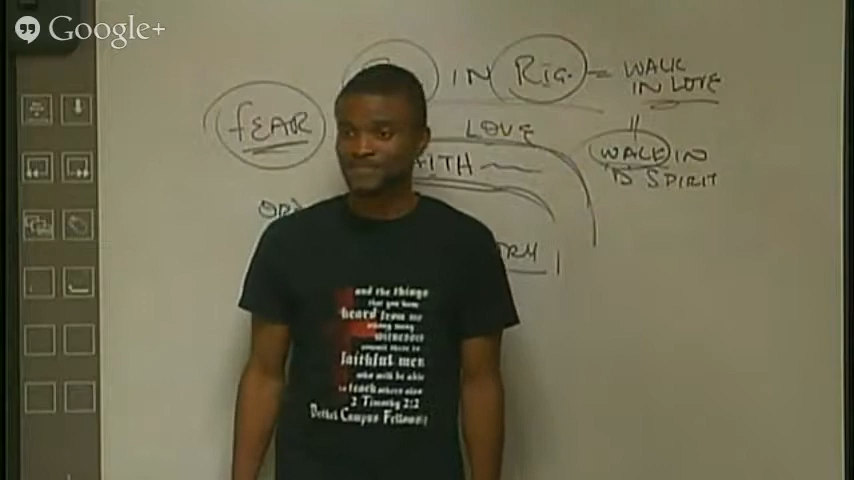 Google+
IN Rig. = WALK
IN LOVE
fEAR
LOVE
WALK IN
SPIRIT
and the things
that you have
heard from me
among many
witnesses
commit these to
faithful men
who will be able
to teach others also
2 Timothy 2:2
Bethel Campus Fellowship